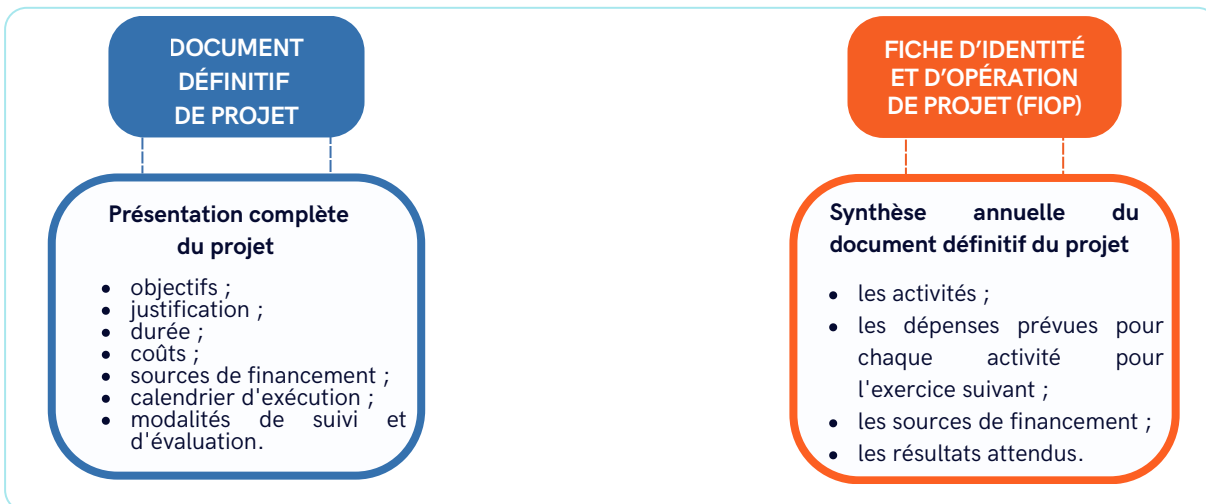 DOCUMENT
DÉFINITIF
DE PROJET
Présentation complète
du projet
• objectifs ;
• justification ;
• durée ;
• coûts ;
• sources de financement ;
• calendrier d'exécution ;
• modalités de suivi et
d'évaluation.
FICHE D’IDENTITÉ
ET D’OPÉRATION
DE PROJET (FIOP)
Synthèse annuelle du
document définitif du projet
• les activités ;
• les dépenses prévues pour
chaque activité pour
l'exercice suivant ;
• les sources de financement ;
• les résultats attendus.